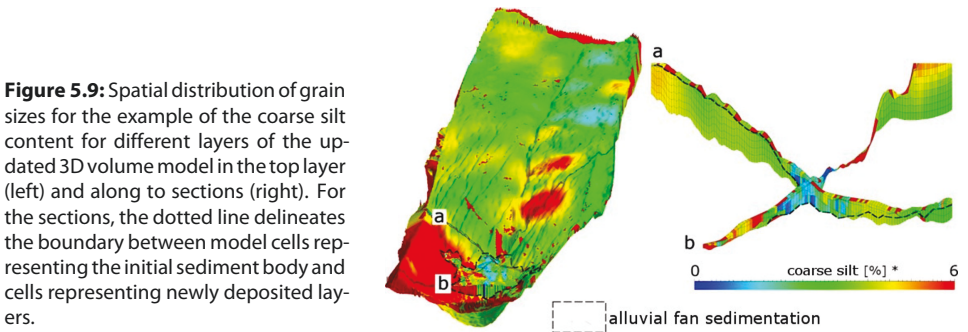 Figure 5.9: Spatial distribution of grain
sizes for the example of the coarse silt
content for different layers of the up-
dated 3D volume model in the top layer
(left) and along to sections (right). For
the sections, the dotted line delineates
the boundary between model cells rep-
resenting the initial sediment body and
cells representing newly deposited lay-
ers.
a
b
a
b
0 coarse silt [%] * 6
alluvial fan sedimentation